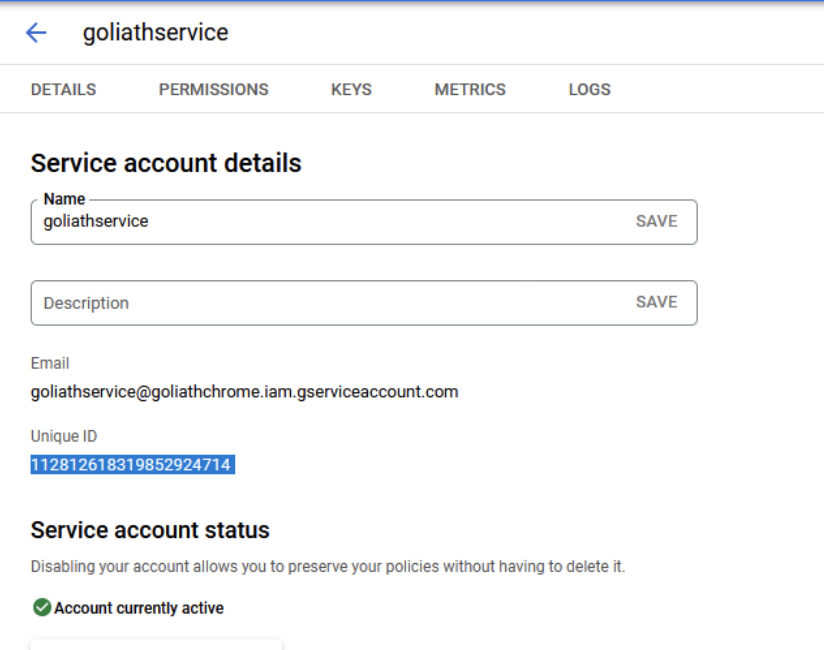 goliathservice
DETAILS PERMISSIONS KEYS METRICS LOGS
Service account details
Name
goliathservice SAVE
Description SAVE
Email
goliathservice@goliathchrome.iam.gserviceaccount.com
Unique ID
112812618319852924714
Service account status
Disabling your account allows you to preserve your policies without having to delete it.
Account currently active